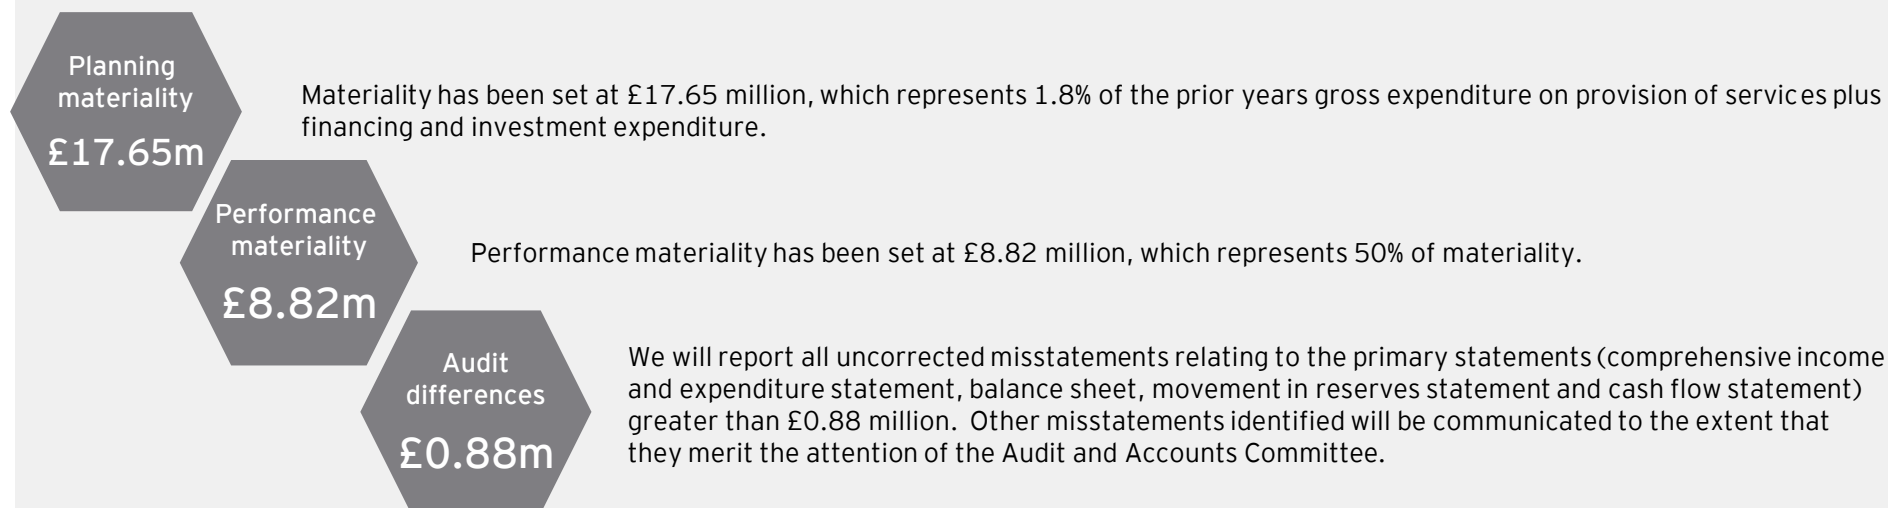 Planning
materiality
£17.65m
Materiality has been set at £17.65 million, which represents 1.8% of the prior years gross expenditure on provision of services plus
financing and investment expenditure.
Performance
materiality
£8.82m
Performance materiality has been set at £8.82 million, which represents 50% of materiality.
Audit
differences
£0.88m
We will report all uncorrected misstatements relating to the primary statements (comprehensive income
and expenditure statement, balance sheet, movement in reserves statement and cash flow statement)
greater than £0.88 million. Other misstatements identified will be communicated to the extent that
they merit the attention of the Audit and Accounts Committee.